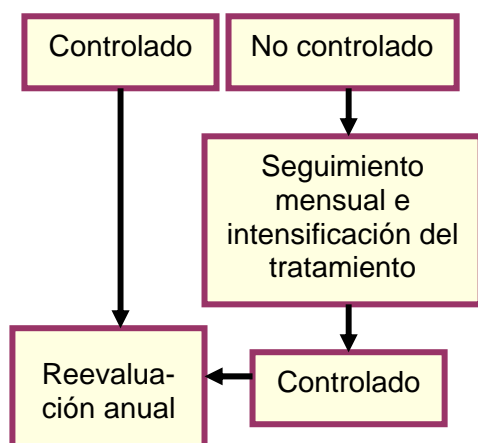 Controlado
No controlado
Seguimiento
mensual e
intensificación del
tratamiento
Reevalua-
ción anual
Controlado